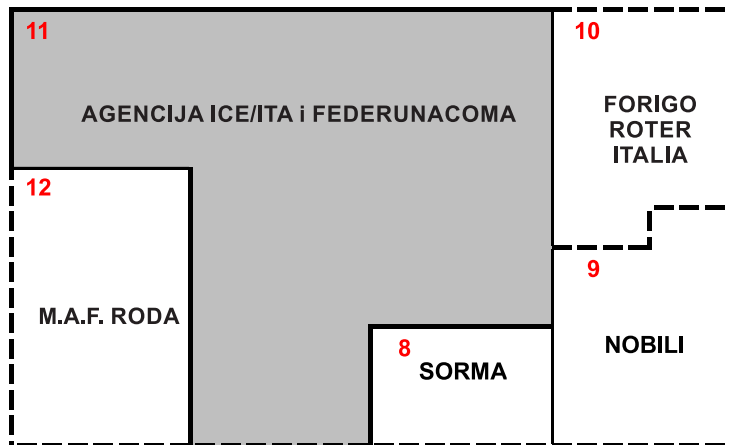 11
10
AGENCIJA ICE/ITA i FEDERUNACOMA
FORIGO
ROTER
ITALIA
12
9
M.A.F. RODA
8
SORMA
NOBILI